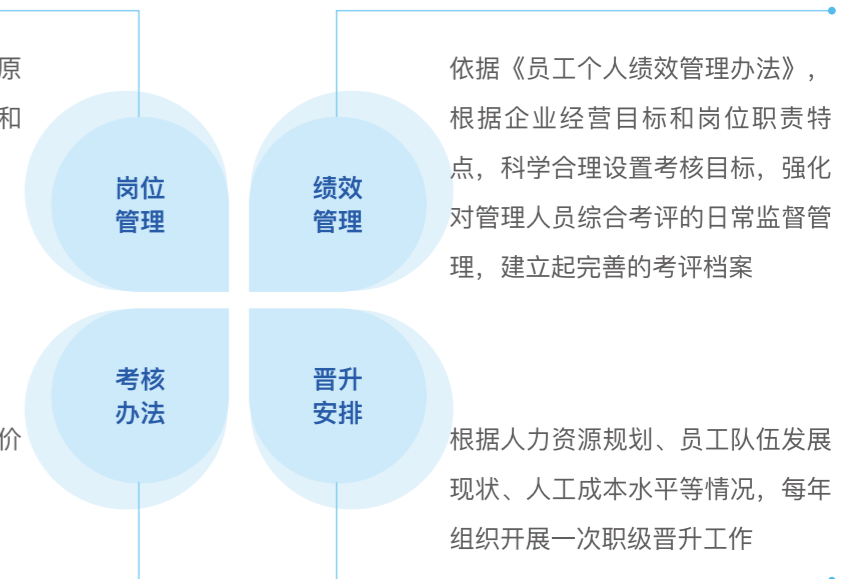 原
和
岗位
管理
绩效
管理
依据《员工个人绩效管理办法》，
根据企业经营目标和岗位职责特
点，科学合理设置考核目标，强化
对管理人员综合考评的日常监督管
理，建立起完善的考评档案
价
考核
办法
晋升
安排
根据人力资源规划、员工队伍发展
现状、人工成本水平等情况，每年
组织开展一次职级晋升工作